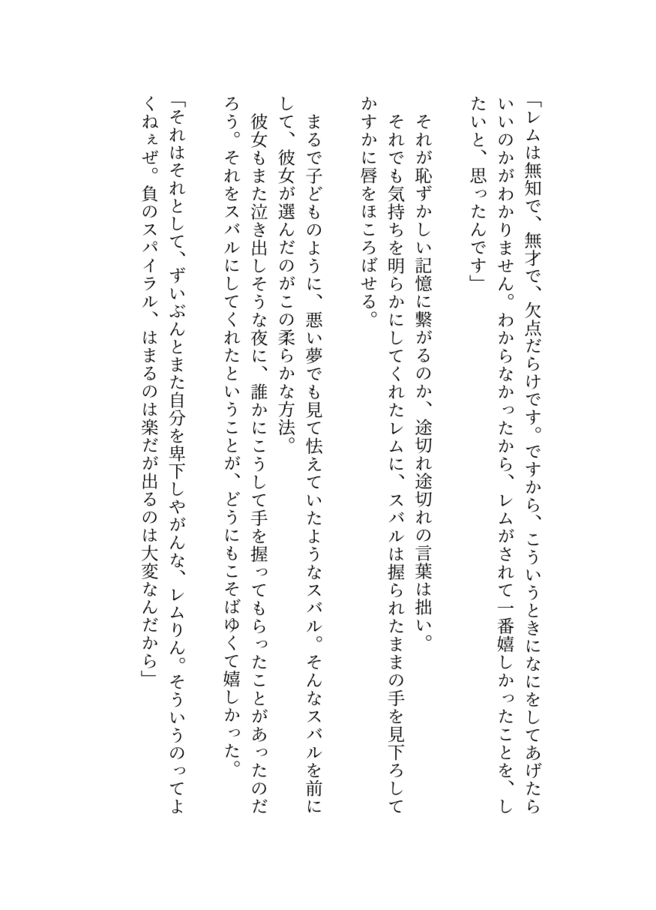 「レムは無知で、無才で、欠点だらけです。ですから、こういうときになにをしてあげたら
いいのかがわかりません。わからなかったから、レムがされて一番嬉しかったことを、し
たいと、思ったんです」
それが恥ずかしい記憶に繋がるのか、途切れ途切れの言葉は拙い。
それでも気持ちを明らかにしてくれたレムに、スバルは握られたままの手を見下ろして
かすかに唇をほころばせる。
まるで子どものように、悪い夢でも見て怯えていたようなスバル。そんなスバルを前に
して、彼女が選んだのがこの柔らかな方法。
彼女もまた泣き出しそうな夜に、誰かにこうして手を握ってもらったことがあったのだ
ろう。それをスバルにしてくれたということが、どうにもこそばゆくて嬉しかった。
「それはそれとして、ずいぶんとまた自分を卑下しやがんな、レムりん。そういうのってよ
くねぇぜ。負のスパイラル、はまるのは楽だが出るのは大変なんだから」